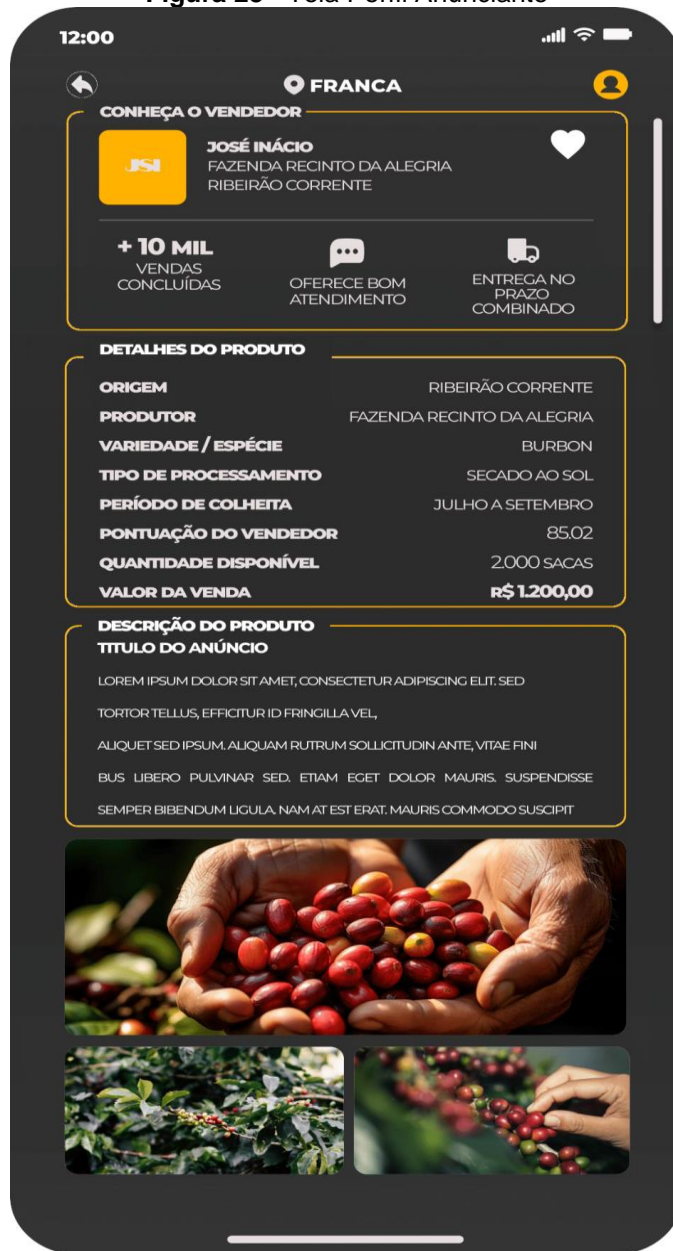 12:00
FRANCA
CONHEÇA O VENDEDOR
JSI
JOSÉ INÁCIO
FAZENDA RECINTO DA ALEGRIA
RIBEIRÃO CORRENTE
+ 10 MIL
VENDAS
CONCLUÍDAS
OFERECE BOM
ATENDIMENTO
ENTREGA NO
PRAZO
COMBINADO
DETALHES DO PRODUTO
ORIGEM RIBEIRÃO CORRENTE
PRODUTOR FAZENDA RECINTO DA ALEGRIA
VARIEDADE / ESPÉCIE BURBON
TIPO DE PROCESSAMENTO SECADO AO SOL
PERÍODO DE COLHEITA JULHO A SETEMBRO
PONTUAÇÃO DO VENDEDOR 85.02
QUANTIDADE DISPONÍVEL 2.000 SACAS
VALOR DA VENDA R$ 1.200,00
DESCRIÇÃO DO PRODUTO
TITULO DO ANÚNCIO
LOREM IPSUM DOLOR SIT AMET, CONSECTETUR ADIPISCING ELIT. SED
TORTOR TELLUS, EFFICITUR ID FRINGILLA VEL,
ALIQUET SED IPSUM. ALIQUAM RUTRUM SOLLICITUDIN ANTE, VITAE FINI
BUS LIBERO PULVINAR SED. ETIAM EGET DOLOR MAURIS. SUSPENDISSE
SEMPER BIBENDUM LIGULA. NAM AT EST ERAT. MAURIS COMMODO SUSCIPIT